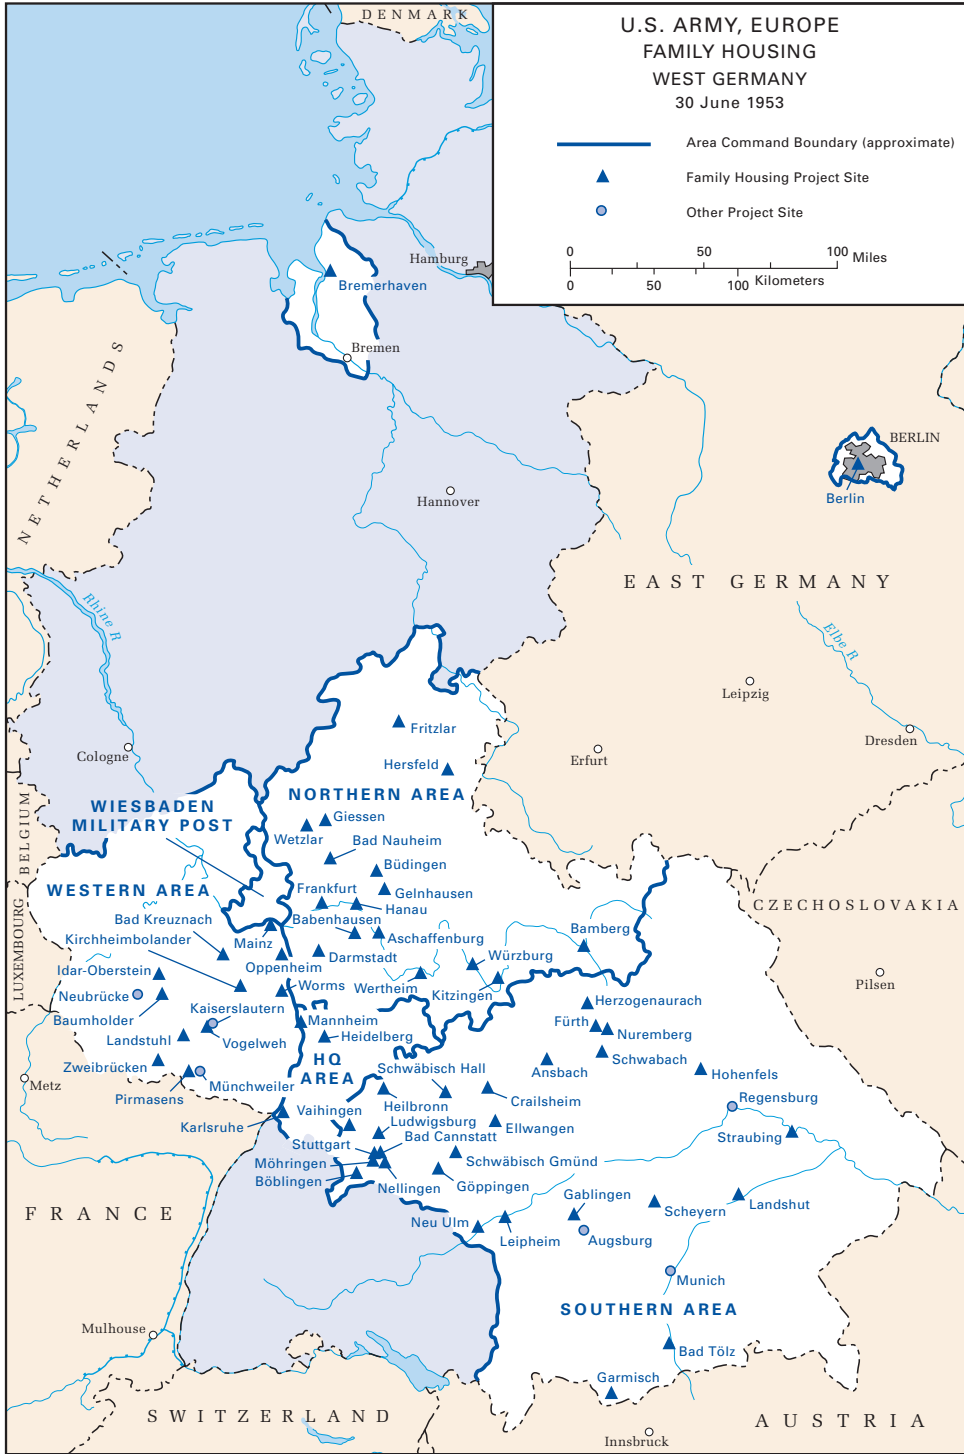 DENMARK
U.S. ARMY, EUROPE
FAMILY HOUSING
WEST GERMANY
30 June 1953
Area Command Boundary (approximate)
Family Housing Project Site
Other Project Site
0 50 100 Miles
0 50 100 Kilometers
Hamburg
Bremerhaven
Bremen
NETHERLANDS
BERLIN
Berlin
Hannover
EAST GERMANY
Rhine R
Elbe R
Leipzig
Dresden
Erfurt
Cologne
Fritzlar
Hersfeld
NORTHERN AREA
WIESBADEN
MILITARY POST
BELGIUM
Giessen
Wetzlar
Bad Nauheim
Büdingen
WESTERN AREA
Frankfurt
Gelnhausen
Hanau
LUXEMBOURG
CZECHOSLOVAKIA
Bad Kreuznach
Babenhausen
Kirchheimbolander
Mainz
Aschaffenburg
Bamberg
Darmstadt
Würzburg
Oppenheim
Idar-Oberstein
Worms
Wertheim
Kitzingen
Pilsen
Neubrücke
Kaiserslautern
Herzogenaurach
Baumholder
Mannheim
Fürth
Landstuhl
Vogelweh
Heidelberg
Nuremberg
HQ
AREA
Schwabach
Zweibrücken
Schwäbisch Hall
Ansbach
Hohenfels
Metz
Münchweiler
Pirmasens
Heilbronn
Crailsheim
Regensburg
Vaihingen
Karlsruhe
Ludwigsburg
Ellwangen
Straubing
Bad Cannstatt
Stuttgart
Möhringen
Schwäbisch Gmünd
Böblingen
Nellingen
Göppingen
Gablingen
Scheyern
Landshut
FRANCE
Neu Ulm
Leipheim
Augsburg
Munich
SOUTHERN AREA
Mulhouse
Bad Tölz
Garmisch
SWITZERLAND
AUSTRIA
Innsbruck